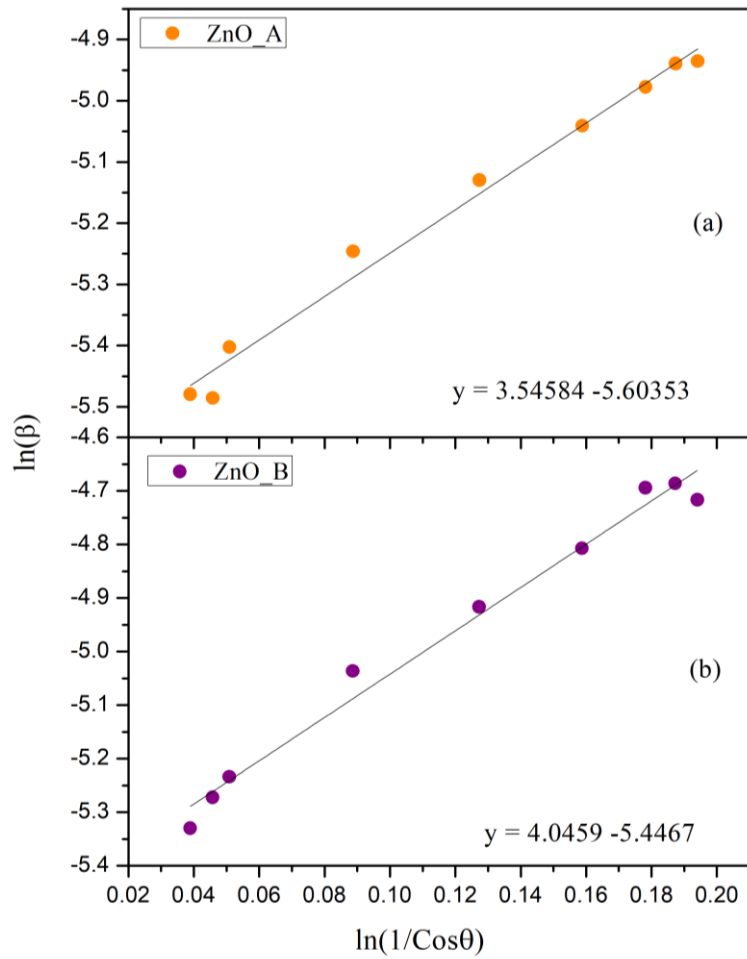 ZnO_A
-4.9
-5.0
-5.1
-5.2
-5.3
-5.4
-5.5
(a)
y = 3.54584 -5.60353
-4.6
ZnO_B
-4.7
-4.8
-4.9
-5.0
-5.1
-5.2
-5.3
-5.4
(b)
y = 4.0459 -5.4467
ln(β)
0.02 0.04 0.06 0.08 0.10 0.12 0.14 0.16 0.18 0.20
ln(1/Cosθ)